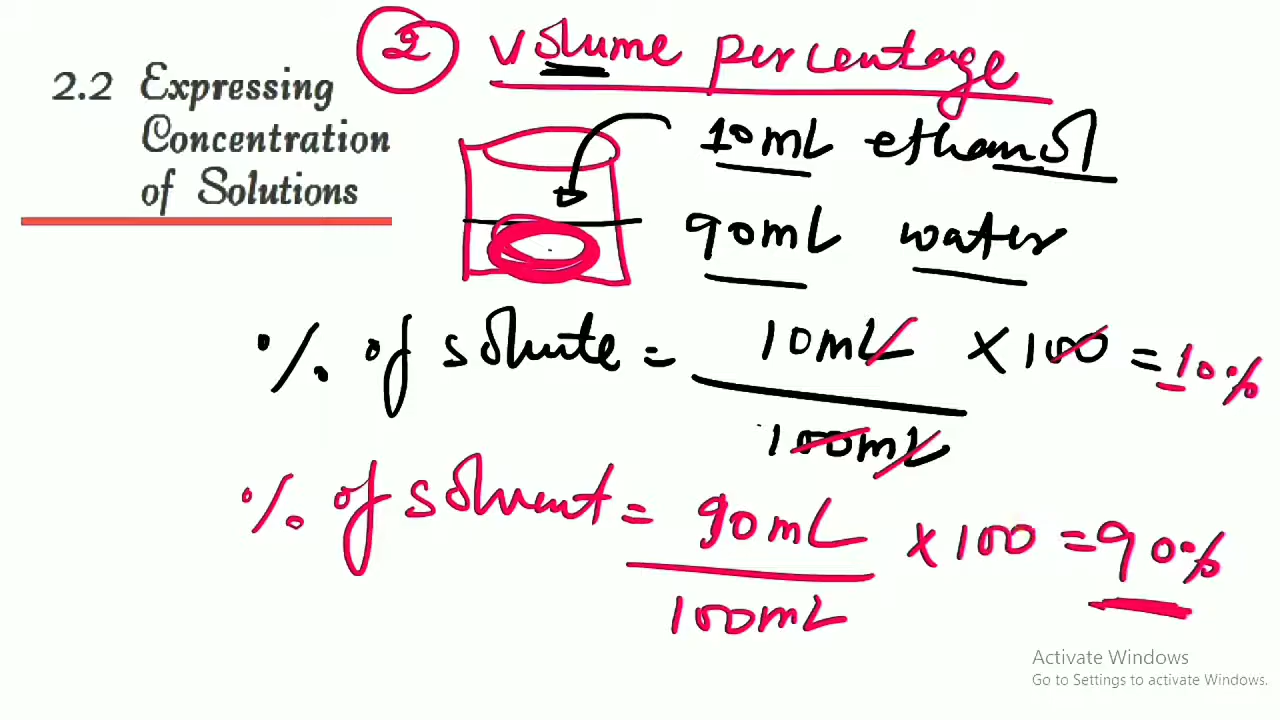 2.2 Expressing
Concentration
of Solutions
2 volume percentage
10mL ethanol
90mL water
% of solute = 10mL × 100 = 10%
100mL
% of solvent = 90mL × 100 = 90%
100mL
Activate Windows
Go to Settings to activate Windows.